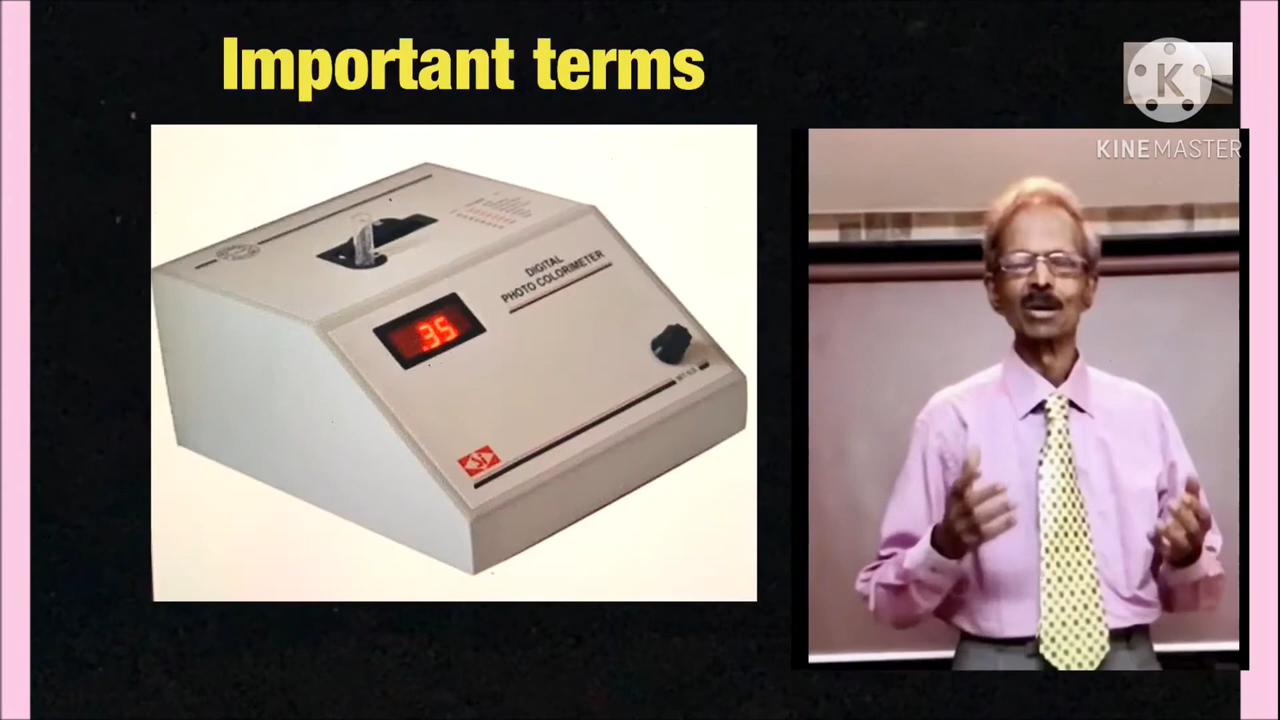 Important terms
K
KINEMASTER
DIGITAL
PHOTO COLORIMETER
35